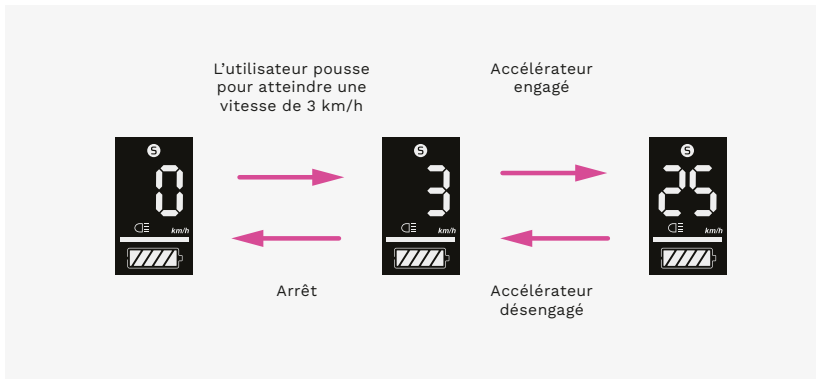 L’utilisateur pousse
pour atteindre une
vitesse de 3 km/h
Accélérateur
engagé
S
0
km/h
S
3
km/h
S
25
km/h
Arrêt
Accélérateur
désengagé